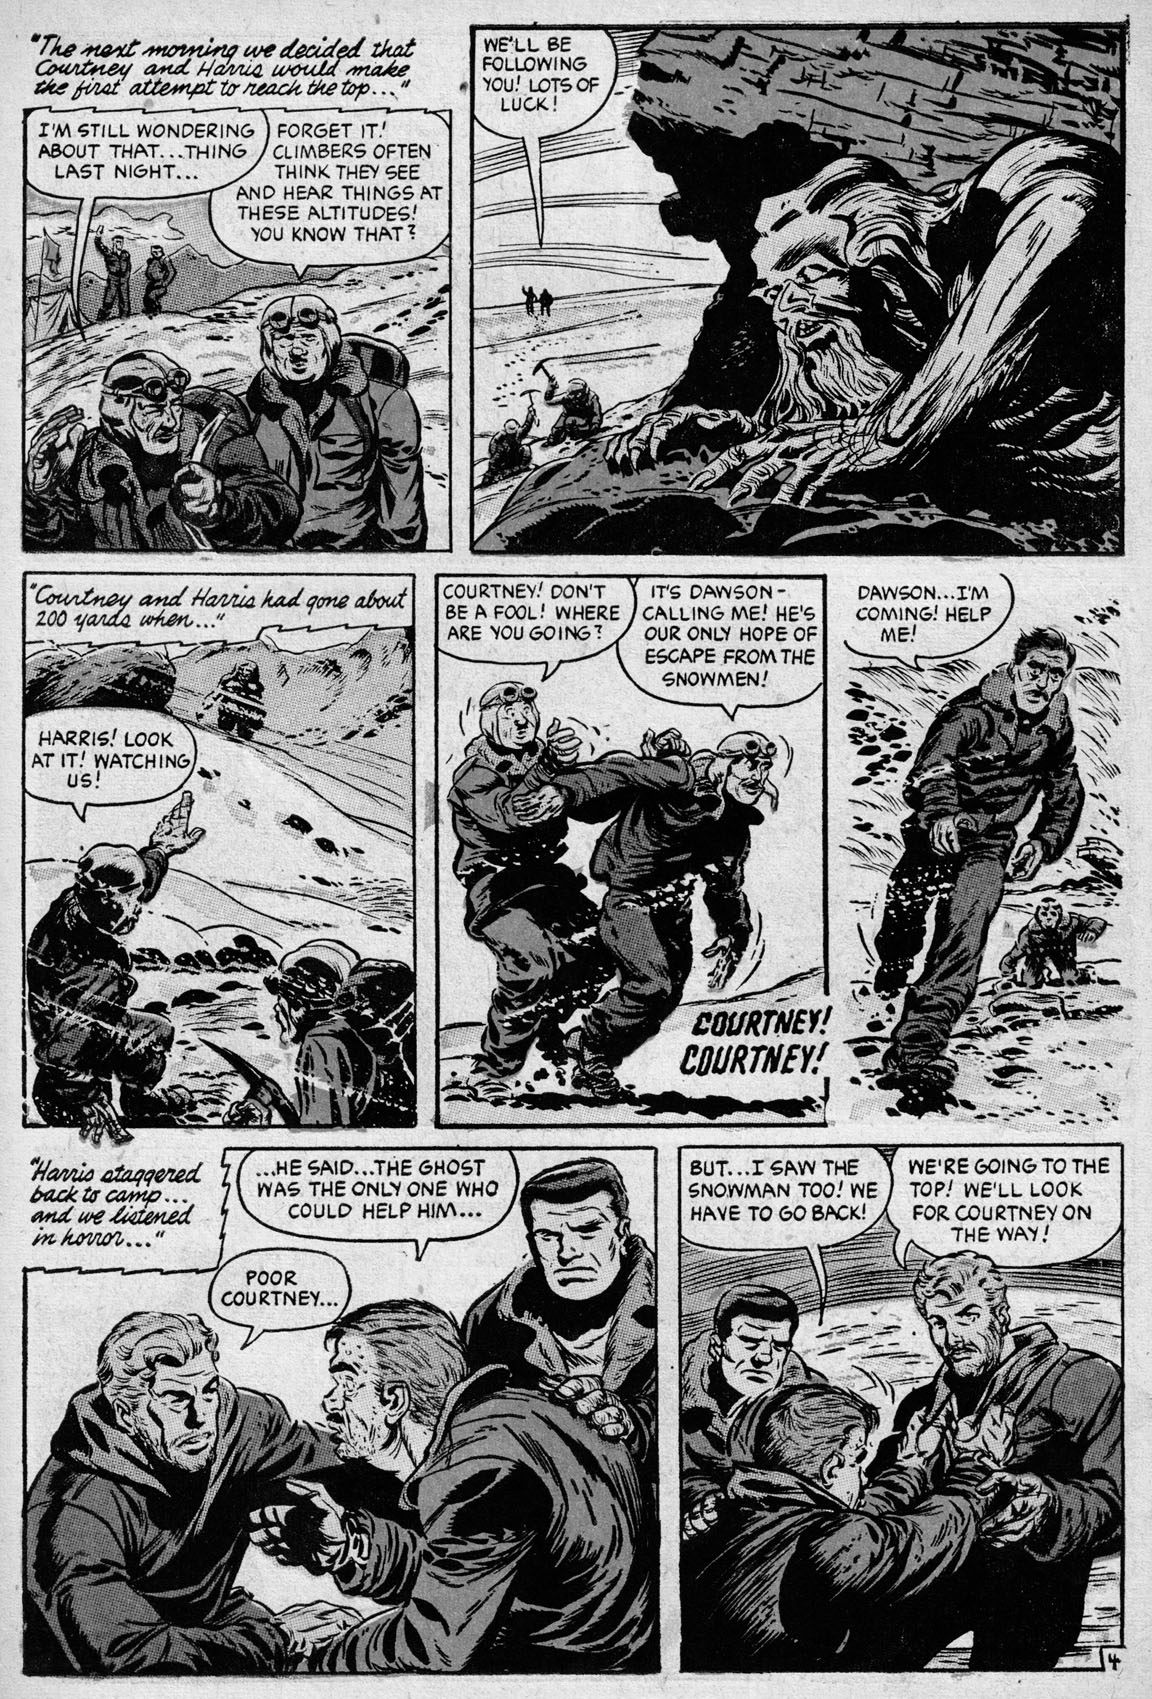 "The next morning we decided that
Courtney and Harris would make
the first attempt to reach the top..."
I'M STILL WONDERING
ABOUT THAT...THING
LAST NIGHT...
FORGET IT!
CLIMBERS OFTEN
THINK THEY SEE
AND HEAR THINGS AT
THESE ALTITUDES!
YOU KNOW THAT?
WE'LL BE
FOLLOWING
YOU! LOTS OF
LUCK!
"Courtney and Harris had gone about
200 yards when..."
HARRIS! LOOK
AT IT! WATCHING
US!
COURTNEY! DON'T
BE A FOOL! WHERE
ARE YOU GOING?
IT'S DAWSON-
CALLING ME! HE'S
OUR ONLY HOPE OF
ESCAPE FROM THE
SNOWMEN!
COURTNEY!
COURTNEY!
DAWSON...I'M
COMING! HELP
ME!
"Harris staggered
back to camp...
and we listened
in horror..."
...HE SAID...THE GHOST
WAS THE ONLY ONE WHO
COULD HELP HIM...
POOR
COURTNEY...
BUT...I SAW THE
SNOWMAN TOO! WE
HAVE TO GO BACK!
WE'RE GOING TO THE
TOP! WE'LL LOOK
FOR COURTNEY ON
THE WAY!
4